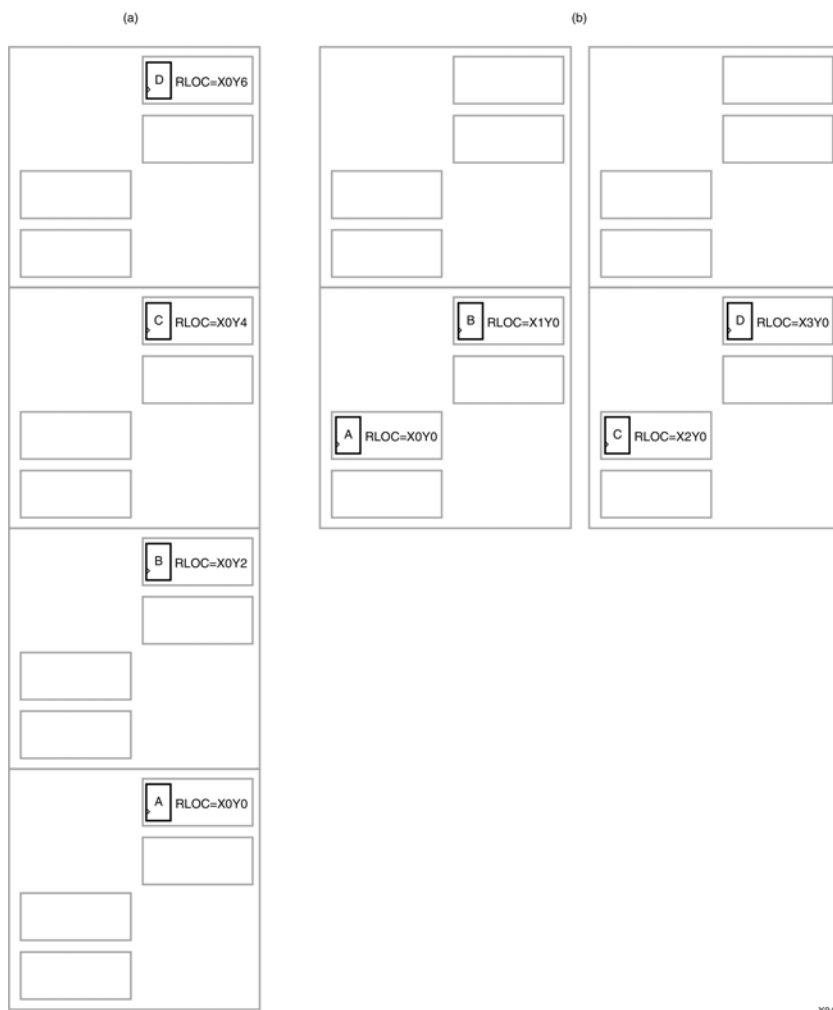 (a)
(b)
D RLOC=X0Y6
C RLOC=X0Y4
B RLOC=X1Y0
D RLOC=X3Y0
A RLOC=X0Y0
C RLOC=X2Y0
B RLOC=X0Y2
A RLOC=X0Y0